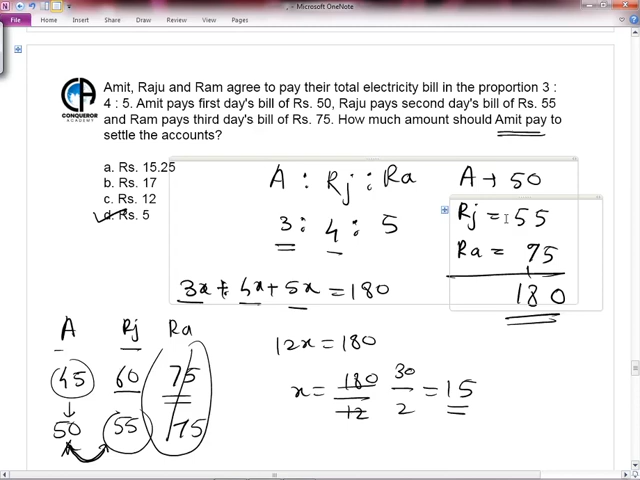 , - Microsoft OneNote
File Home Insert Share Draw Review View
Amit, Raju and Ram agree to pay their total electricity bill in the proportion 3 :
4 : 5. Amit pays first day's bill of Rs. 50, Raju pays second day's bill of Rs. 55
and Ram pays third day's bill of Rs. 75. How much amount should Amit pay to
settle the accounts?
CONQUEROR
ACADEMY
a. Rs. 15.25
b. Rs. 17
c. Rs. 12
d. Rs. 5
A : Rj : Ra
3 : 4 : 5
3x + 4x + 5x = 180
12x = 180
x = 180/12 30/2 = 15
A → 50
Rj = 55
Ra = 75
180
A Rj Ra
45 60 75
↓
50 55 75